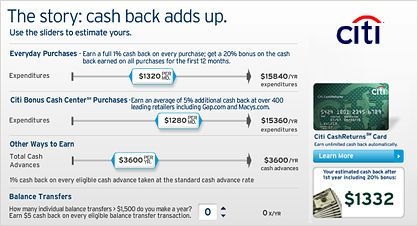 The story: cash back adds up.
Use the sliders to estimate yours.
citi
Everyday Purchases - Earn a full 1% cash back on every purchase; get a 20% bonus on the
cash back earned on all purchases for the first 12 months.
Expenditures $1320 PER MO. $15840/YR
expenditures
Citi Bonus Cash Center℠ Purchases - Earn an average of 5% additional cash back at over 400
leading retailers including Gap.com and Macys.com.
Expenditures $1280 PER MO. $15360/YR
expenditures
Other Ways to Earn
Total Cash
Advances $3600 PER YR. $3600/YR
cash advances
1% cash back on every eligible cash advance taken at the standard cash advance rate
Balance Transfers
How many individual balance transfers > $1,500 do you make a year?
Earn $5 cash back on every eligible balance transfer transaction.
0 0 x/YR
citi
Citi CashReturns℠ Card
Earn unlimited cash back automatically.
Learn More >
Your estimated cash back after
1st year including 20% bonus:
$1332